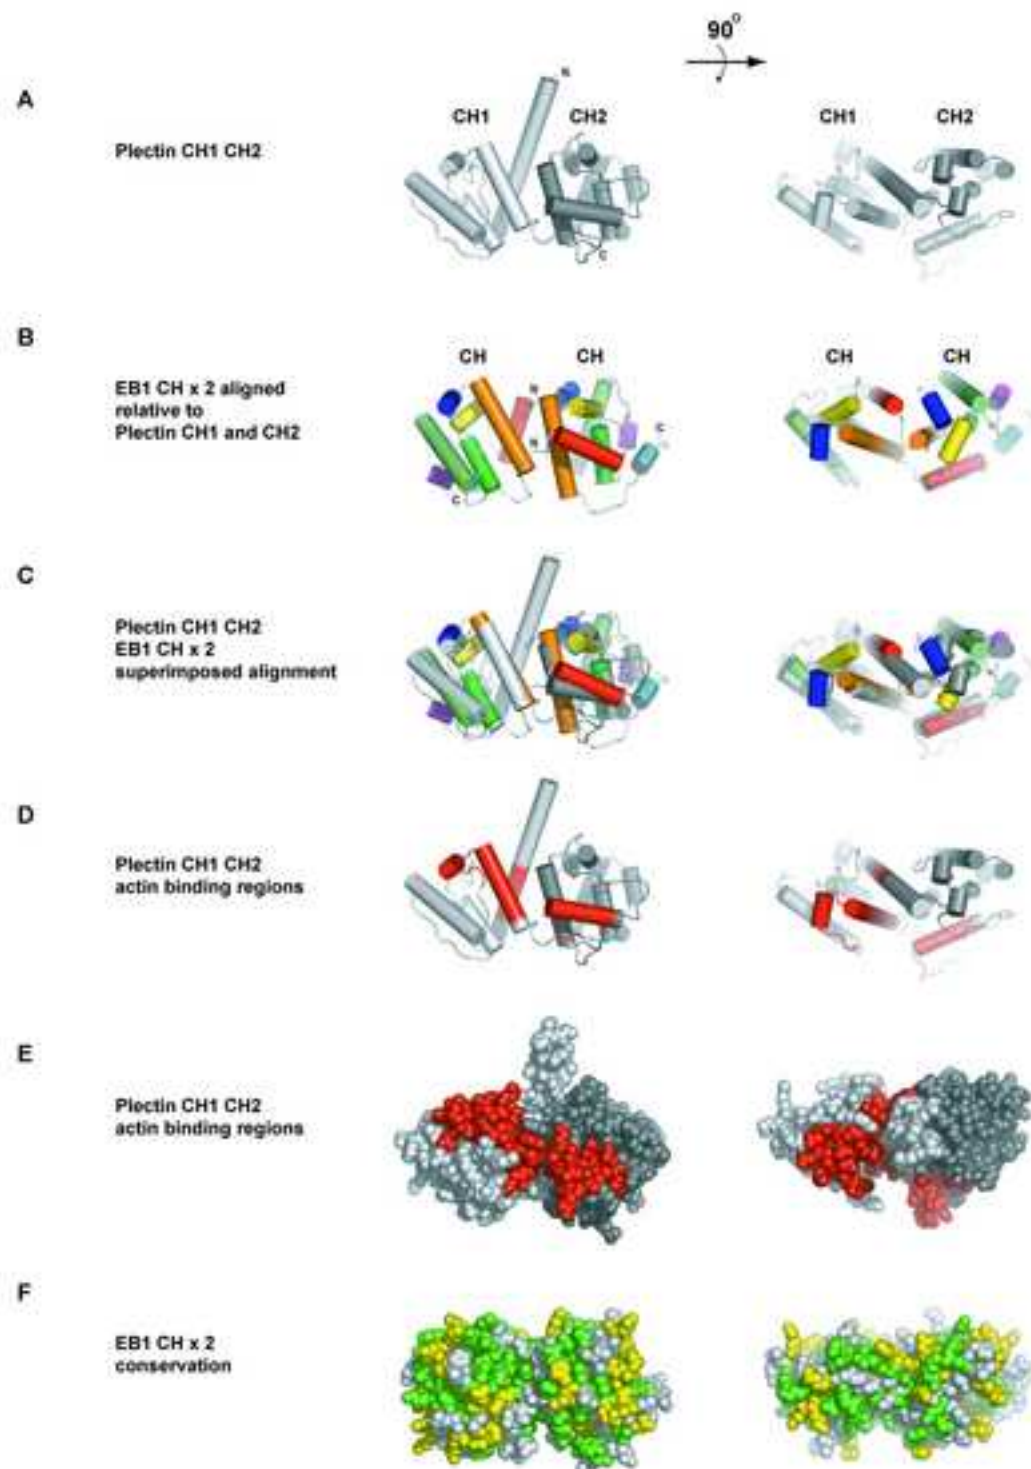 90°
A
CH1
CH2
CH1
CH2
N
Plectin CH1 CH2
C
B
CH
CH
CH
CH
EB1 CH x 2 aligned
relative to
Plectin CH1 and CH2
N
N
C
C
C
Plectin CH1 CH2
EB1 CH x 2
superimposed alignment
D
Plectin CH1 CH2
actin binding regions
E
Plectin CH1 CH2
actin binding regions
F
EB1 CH x 2
conservation